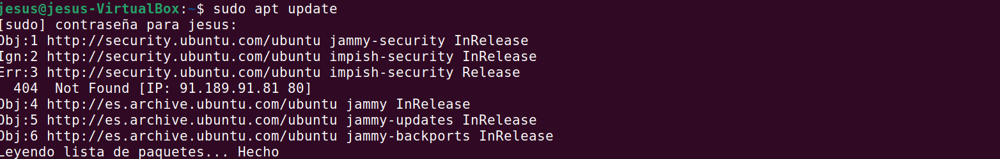 jesus@jesus-VirtualBox:~$ sudo apt update
[sudo] contraseña para jesus:
Obj:1 http://security.ubuntu.com/ubuntu jammy-security InRelease
Ign:2 http://security.ubuntu.com/ubuntu impish-security InRelease
Err:3 http://security.ubuntu.com/ubuntu impish-security Release
  404  Not Found [IP: 91.189.91.81 80]
Obj:4 http://es.archive.ubuntu.com/ubuntu jammy InRelease
Obj:5 http://es.archive.ubuntu.com/ubuntu jammy-updates InRelease
Obj:6 http://es.archive.ubuntu.com/ubuntu jammy-backports InRelease
Leyendo lista de paquetes... Hecho